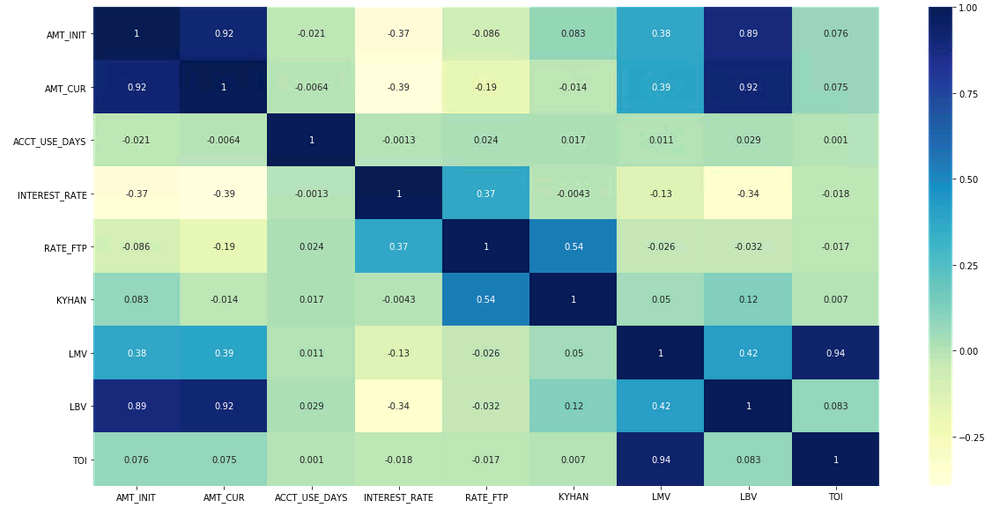 AMT_INIT 1 0.92 -0.021 -0.37 -0.086 0.083 0.38 0.89 0.076
AMT_CUR 0.92 1 -0.0064 -0.39 -0.19 -0.014 0.39 0.92 0.075
ACCT_USE_DAYS -0.021 -0.0064 1 -0.0013 0.024 0.017 0.011 0.029 0.001
INTEREST_RATE -0.37 -0.39 -0.0013 1 0.37 -0.0043 -0.13 -0.34 -0.018
RATE_FTP -0.086 -0.19 0.024 0.37 1 0.54 -0.026 -0.032 -0.017
KYHAN 0.083 -0.014 0.017 -0.0043 0.54 1 0.05 0.12 0.007
LMV 0.38 0.39 0.011 -0.13 -0.026 0.05 1 0.42 0.94
LBV 0.89 0.92 0.029 -0.34 -0.032 0.12 0.42 1 0.083
TOI 0.076 0.075 0.001 -0.018 -0.017 0.007 0.94 0.083 1
AMT_INIT AMT_CUR ACCT_USE_DAYS INTEREST_RATE RATE_FTP KYHAN LMV LBV TOI
1.00
0.75
0.50
0.25
0.00
−0.25